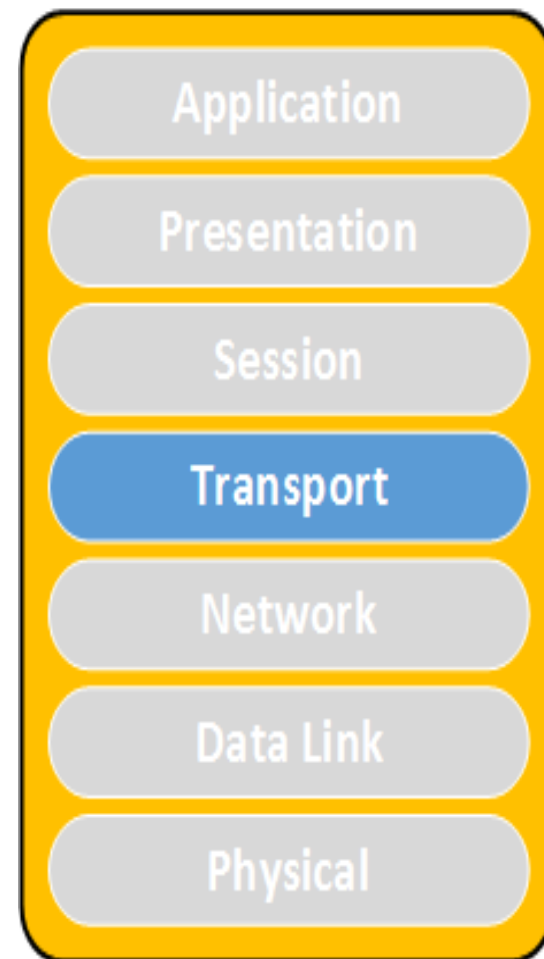 Application
Presentation
Session
Transport
Network
Data Link
Physical